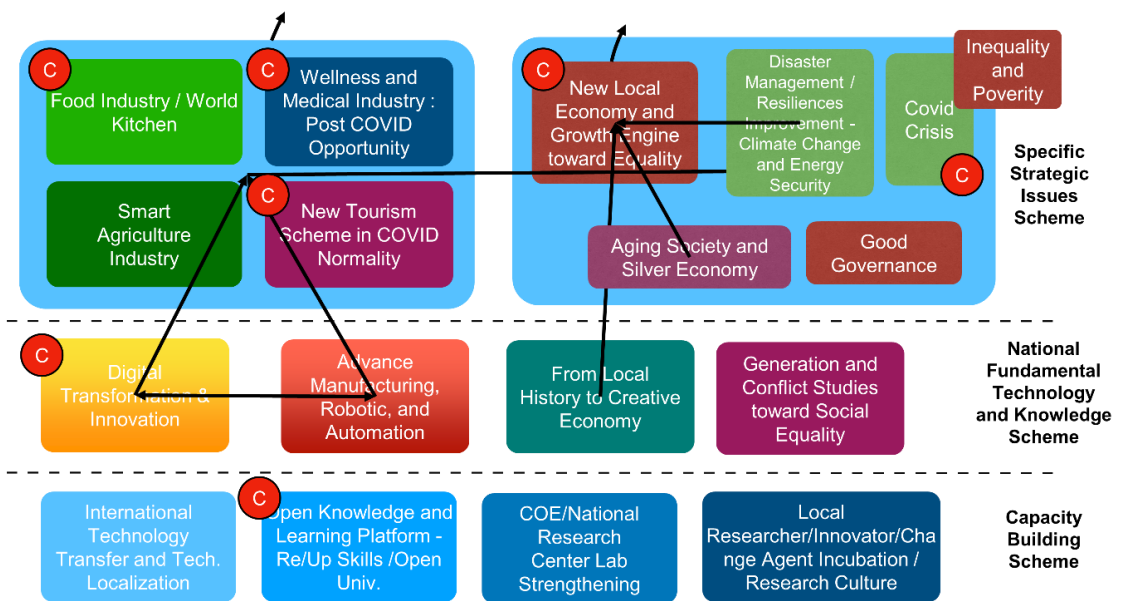 C
Food Industry / World
Kitchen
C
Wellness and
Medical Industry :
Post COVID
Opportunity
Smart
Agriculture
Industry
C
New Tourism
Scheme in COVID
Normality
C
New Local
Economy and
Growth Engine
toward Equality
Disaster
Management /
Resiliences
Improvement -
Climate Change
and Energy
Security
Covid
Crisis
C
Inequality
and
Poverty
Aging Society and
Silver Economy
Good
Governance
Specific
Strategic
Issues
Scheme
C
Digital
Transformation &
Innovation
Advance
Manufacturing,
Robotic, and
Automation
From Local
History to Creative
Economy
Generation and
Conflict Studies
toward Social
Equality
National
Fundamental
Technology
and Knowledge
Scheme
International
Technology
Transfer and Tech.
Localization
C
Open Knowledge and
Learning Platform -
Re/Up Skills /Open
Univ.
COE/National
Research
Center Lab
Strengthening
Local
Researcher/Innovator/Cha
nge Agent Incubation /
Research Culture
Capacity
Building
Scheme